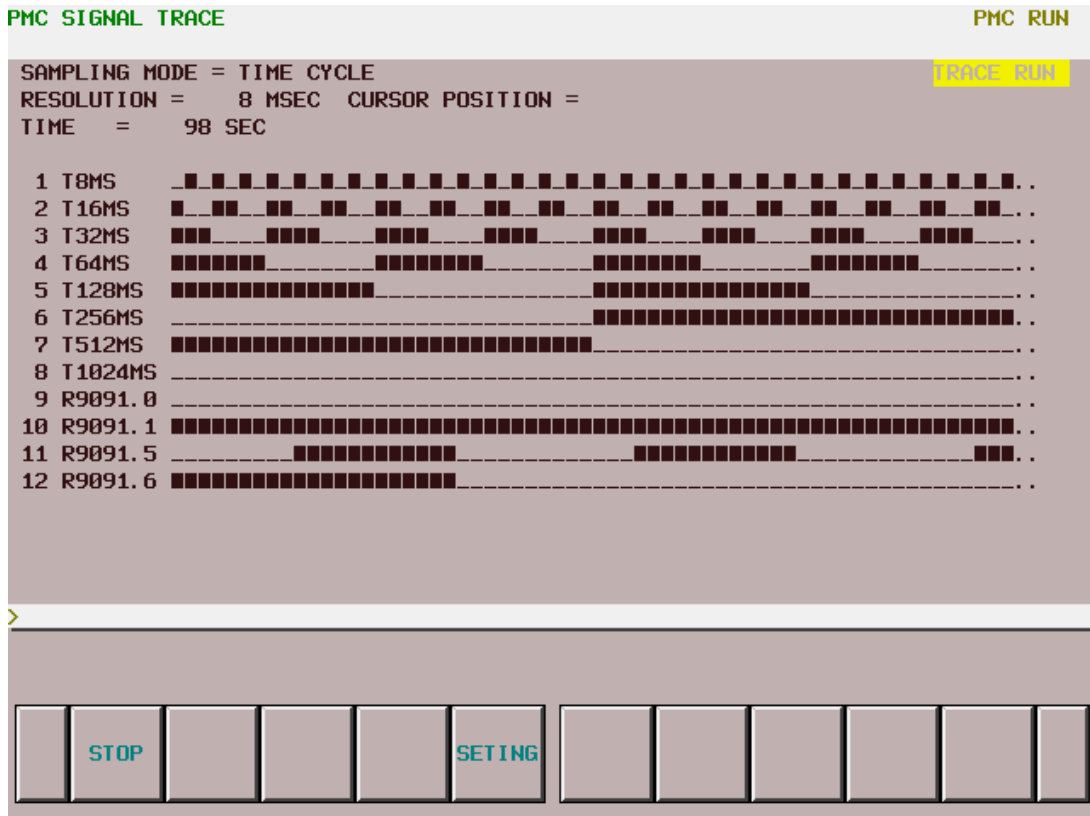 PMC SIGNAL TRACE PMC RUN
SAMPLING MODE = TIME CYCLE TRACE RUN
RESOLUTION = 8 MSEC CURSOR POSITION =
TIME = 98 SEC
1 T8MS
2 T16MS
3 T32MS
4 T64MS
5 T128MS
6 T256MS
7 T512MS
8 T1024MS
9 R9091.0
10 R9091.1
11 R9091.5
12 R9091.6
>
STOP SETING